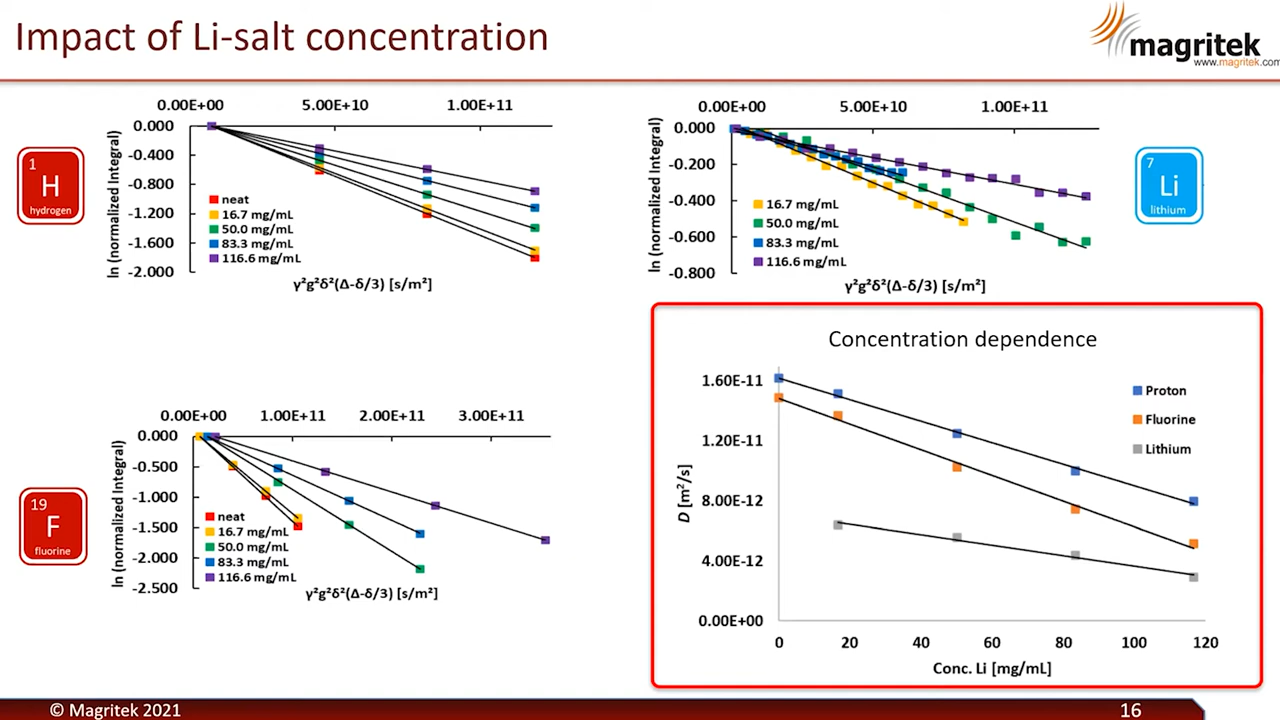 Impact of Li-salt concentration
magritek
www.magritek.com
1
H
hydrogen
0.00E+00 5.00E+10 1.00E+11
0.000
-0.400
-0.800
-1.200
-1.600
-2.000
ln (normalized Integral)
neat
16.7 mg/mL
50.0 mg/mL
83.3 mg/mL
116.6 mg/mL
γ²g²δ²(Δ-δ/3) [s/m²]
0.00E+00 5.00E+10 1.00E+11
0.000
-0.200
-0.400
-0.600
-0.800
ln (normalized Integral)
16.7 mg/mL
50.0 mg/mL
83.3 mg/mL
116.6 mg/mL
γ²g²δ²(Δ-δ/3) [s/m²]
7
Li
lithium
19
F
fluorine
0.00E+00 1.00E+11 2.00E+11 3.00E+11
0.000
-0.500
-1.000
-1.500
-2.000
-2.500
ln (normalized Integral)
neat
16.7 mg/mL
50.0 mg/mL
83.3 mg/mL
116.6 mg/mL
γ²g²δ²(Δ-δ/3) [s/m²]
Concentration dependence
1.60E-11
1.20E-11
8.00E-12
4.00E-12
0.00E+00
D [m²/s]
Proton
Fluorine
Lithium
0 20 40 60 80 100 120
Conc. Li [mg/mL]
© Magritek 2021
16